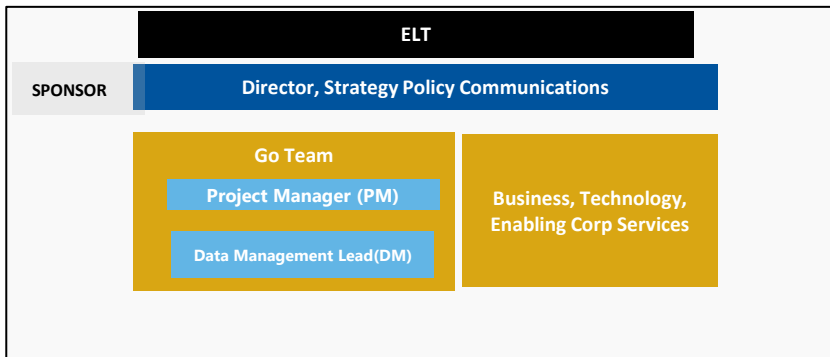 ELT
SPONSOR
Director, Strategy Policy Communications
Go Team
Project Manager (PM)
Data Management Lead(DM)
Business, Technology,
Enabling Corp Services